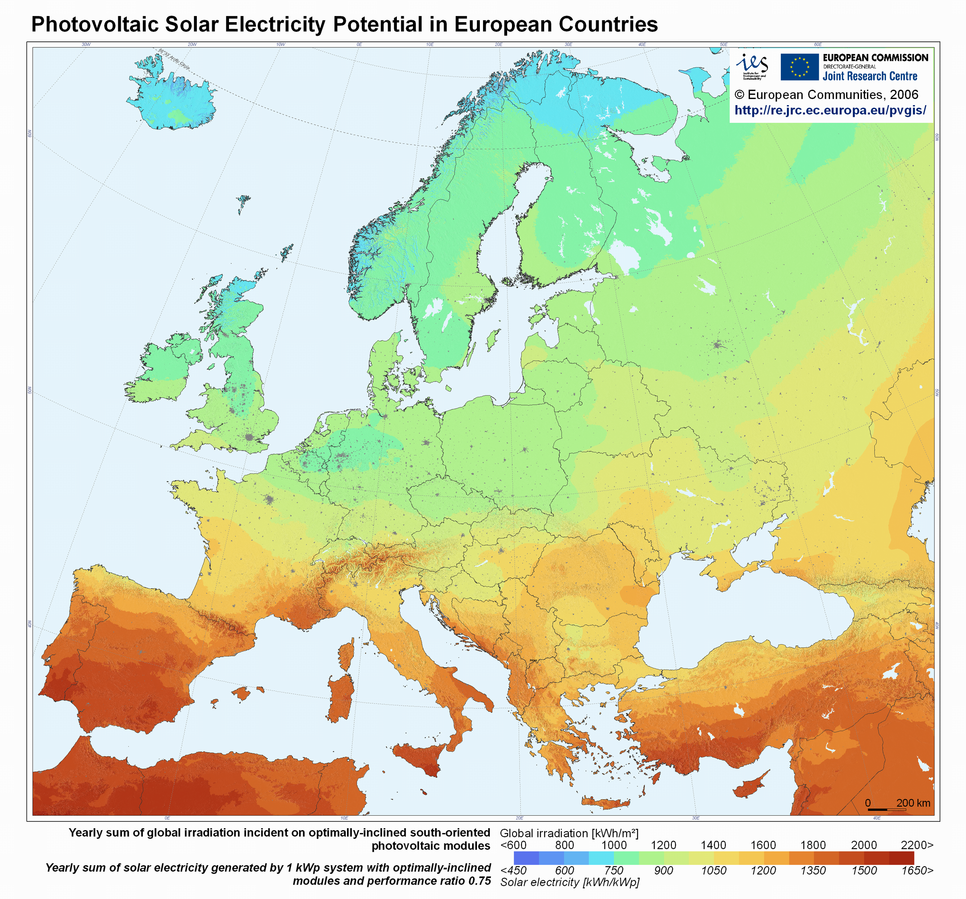 Photovoltaic Solar Electricity Potential in European Countries
ies
EUROPEAN COMMISSION
DIRECTORATE-GENERAL
Joint Research Centre
© European Communities, 2006
http://re.jrc.ec.europa.eu/pvgis/
0 200 km
Yearly sum of global irradiation incident on optimally-inclined south-oriented
photovoltaic modules
Global irradiation [kWh/m²]
<600 800 1000 1200 1400 1600 1800 2000 2200>
Yearly sum of solar electricity generated by 1 kWp system with optimally-inclined
modules and performance ratio 0.75
<450 600 750 900 1050 1200 1350 1500 1650>
Solar electricity [kWh/kWp]